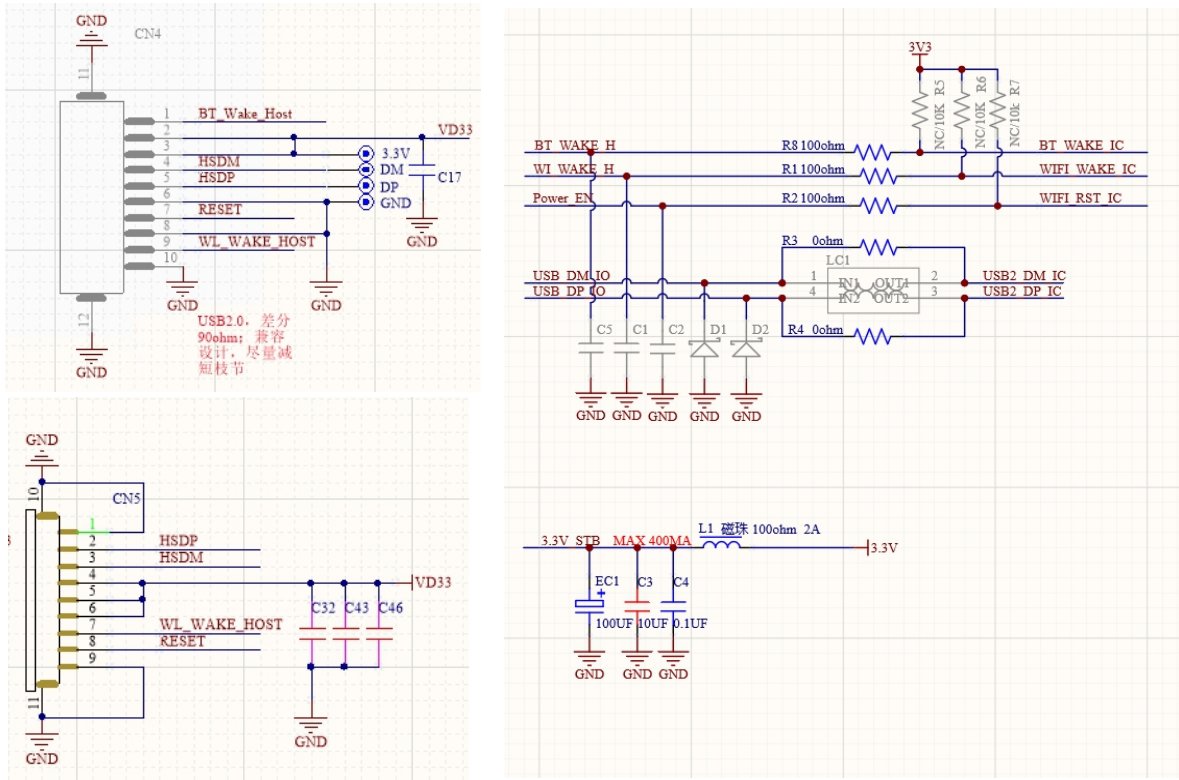 GND
CN4
11
1
BT_Wake_Host
2
VD33
3
3.3V
4
HSDM
DM
5
HSDP
DP
C17
6
GND
7
RESET
8
9
WL_WAKE_HOST
10
GND
GND
GND
12
USB2.0，差分
90ohm；兼容
设计，尽量减
短枝节
GND
3V3
NC/10K R5
NC/10K R6
NC/10k R7
BT_WAKE_H
R8 100ohm
BT_WAKE_IC
WI_WAKE_H
R1 100ohm
WIFI_WAKE_IC
Power_EN
R2 100ohm
WIFI_RST_IC
R3 0ohm
LC1
USB_DM_IO
1
IN1 OUT1
2
USB2_DM_IC
USB_DP_IO
4
IN2 OUT2
3
USB2_DP_IC
C5
C1
C2
D1
D2
R4 0ohm
GND
GND
GND
GND
GND
GND
10
CN5
1
2
HSDP
3
HSDM
4
VD33
5
6
C32
C43
C46
7
WL_WAKE_HOST
8
RESET
9
11
GND
GND
3.3V_STB
MAX 400MA
L1 磁珠 100ohm 2A
3.3V
EC1
+
C3
C4
100UF
10UF
0.1UF
GND
GND
GND